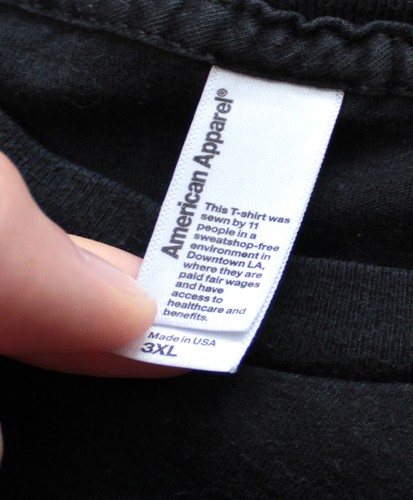 American Apparel®
This T-shirt was
sewn by 11
people in a
sweatshop-free
environment in
Downtown LA,
where they are
paid fair wages
and have
access to
healthcare and
benefits.
Made in USA
3XL